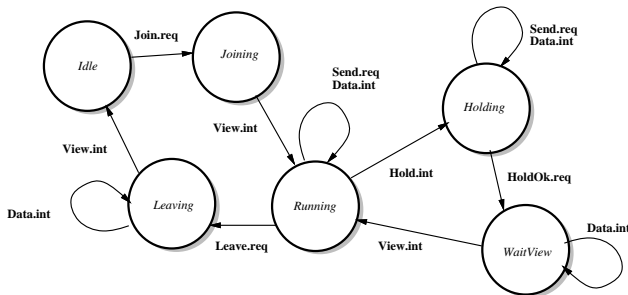 Join.req
Idle
Joining
Send.req
Data.int
Send.req
Data.int
Holding
View.int
View.int
Hold.int
HoldOk.req
Data.int
Leaving
Running
Leave.req
View.int
WaitView
Data.int